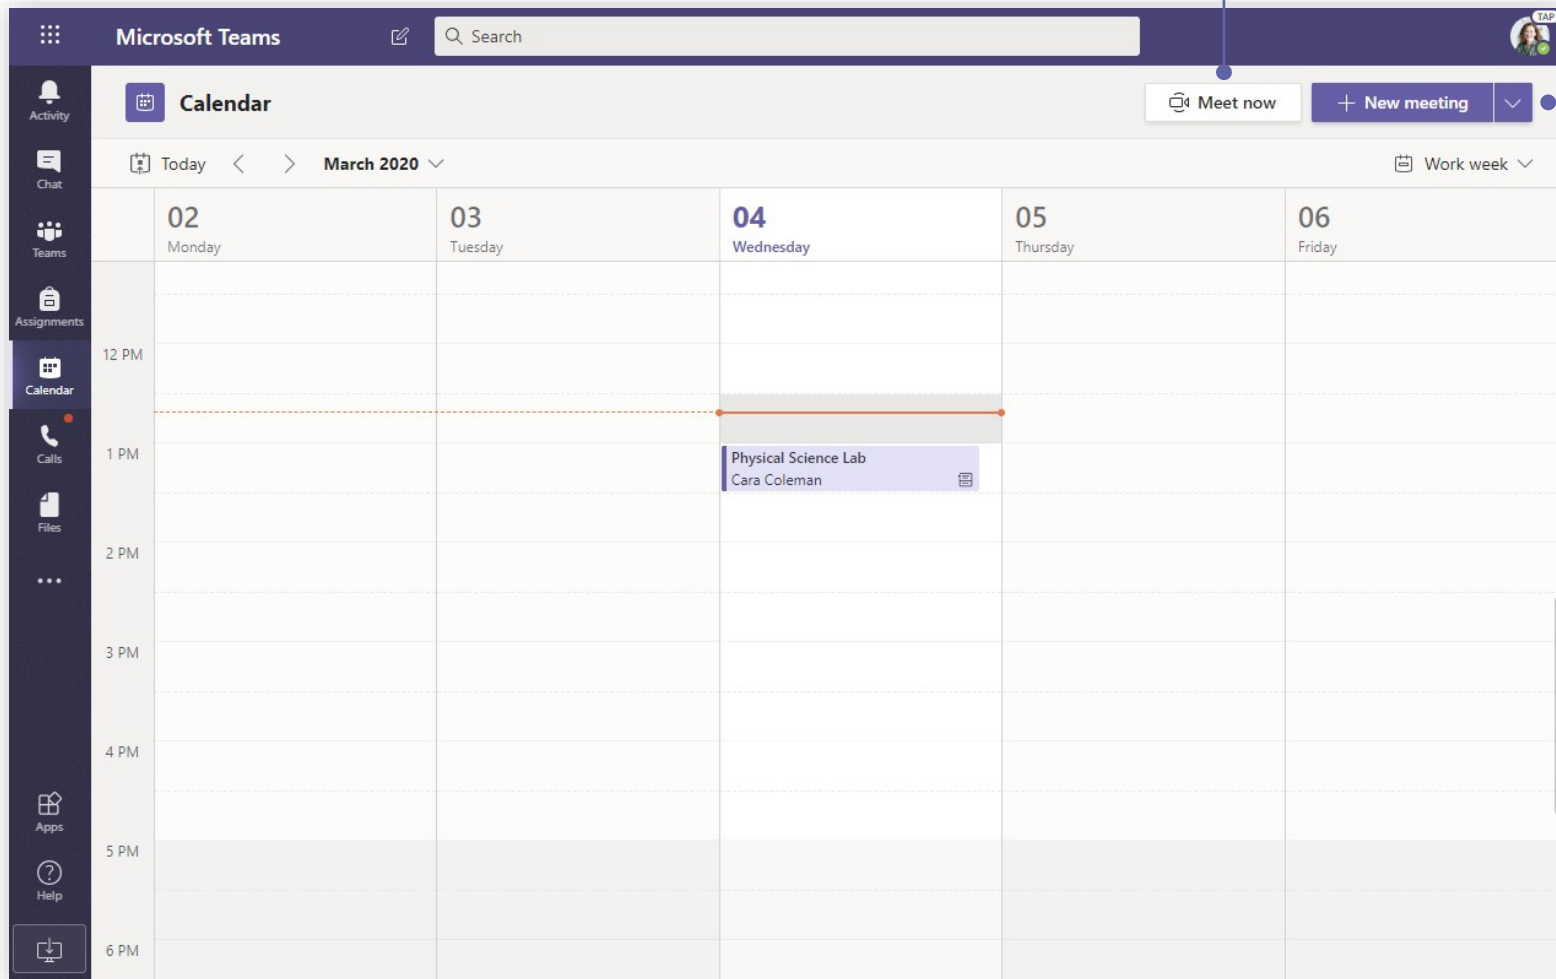 Microsoft Teams
Search
TAP
Activity
Chat
Teams
Assignments
Calendar
Calls
Files
Apps
Help
Calendar
Meet now
New meeting
Today
March 2020
Work week
02
Monday
03
Tuesday
04
Wednesday
05
Thursday
06
Friday
12 PM
1 PM
Physical Science Lab
Cara Coleman
2 PM
3 PM
4 PM
5 PM
6 PM